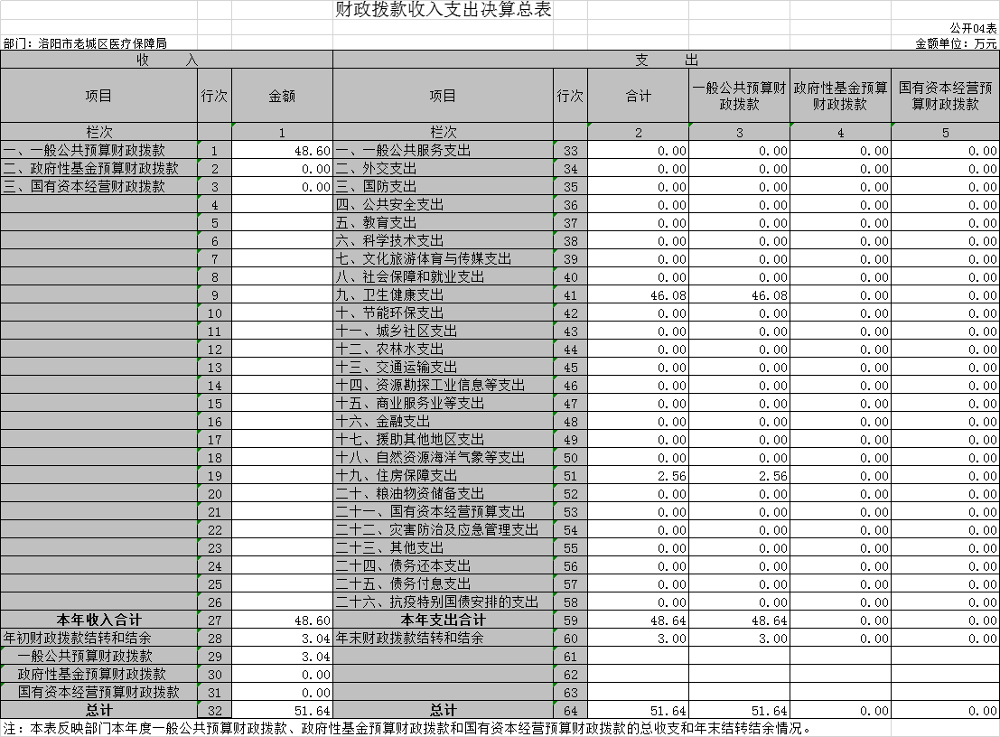 财政拨款收入支出决算总表
公开04表
部门：洛阳市老城区医疗保障局 金额单位：万元
收 入 支 出
项目 行次 金额 项目 行次 合计 一般公共预算财政拨款 政府性基金预算财政拨款 国有资本经营预算财政拨款
栏次 1 栏次 2 3 4 5
一、一般公共预算财政拨款 1 48.60 一、一般公共服务支出 33 0.00 0.00 0.00 0.00
二、政府性基金预算财政拨款 2 0.00 二、外交支出 34 0.00 0.00 0.00 0.00
三、国有资本经营财政拨款 3 0.00 三、国防支出 35 0.00 0.00 0.00 0.00
4 四、公共安全支出 36 0.00 0.00 0.00 0.00
5 五、教育支出 37 0.00 0.00 0.00 0.00
6 六、科学技术支出 38 0.00 0.00 0.00 0.00
7 七、文化旅游体育与传媒支出 39 0.00 0.00 0.00 0.00
8 八、社会保障和就业支出 40 0.00 0.00 0.00 0.00
9 九、卫生健康支出 41 46.08 46.08 0.00 0.00
10 十、节能环保支出 42 0.00 0.00 0.00 0.00
11 十一、城乡社区支出 43 0.00 0.00 0.00 0.00
12 十二、农林水支出 44 0.00 0.00 0.00 0.00
13 十三、交通运输支出 45 0.00 0.00 0.00 0.00
14 十四、资源勘探工业信息等支出 46 0.00 0.00 0.00 0.00
15 十五、商业服务业等支出 47 0.00 0.00 0.00 0.00
16 十六、金融支出 48 0.00 0.00 0.00 0.00
17 十七、援助其他地区支出 49 0.00 0.00 0.00 0.00
18 十八、自然资源海洋气象等支出 50 0.00 0.00 0.00 0.00
19 十九、住房保障支出 51 2.56 2.56 0.00 0.00
20 二十、粮油物资储备支出 52 0.00 0.00 0.00 0.00
21 二十一、国有资本经营预算支出 53 0.00 0.00 0.00 0.00
22 二十二、灾害防治及应急管理支出 54 0.00 0.00 0.00 0.00
23 二十三、其他支出 55 0.00 0.00 0.00 0.00
24 二十四、债务还本支出 56 0.00 0.00 0.00 0.00
25 二十五、债务付息支出 57 0.00 0.00 0.00 0.00
26 二十六、抗疫特别国债安排的支出 58 0.00 0.00 0.00 0.00
本年收入合计 27 48.60 本年支出合计 59 48.64 48.64 0.00 0.00
年初财政拨款结转和结余 28 3.04 年末财政拨款结转和结余 60 3.00 3.00 0.00 0.00
一般公共预算财政拨款 29 3.04 61
政府性基金预算财政拨款 30 0.00 62
国有资本经营预算财政拨款 31 0.00 63
总计 32 51.64 总计 64 51.64 51.64 0.00 0.00
注：本表反映部门本年度一般公共预算财政拨款、政府性基金预算财政拨款和国有资本经营预算财政拨款的总收支和年末结转结余情况。